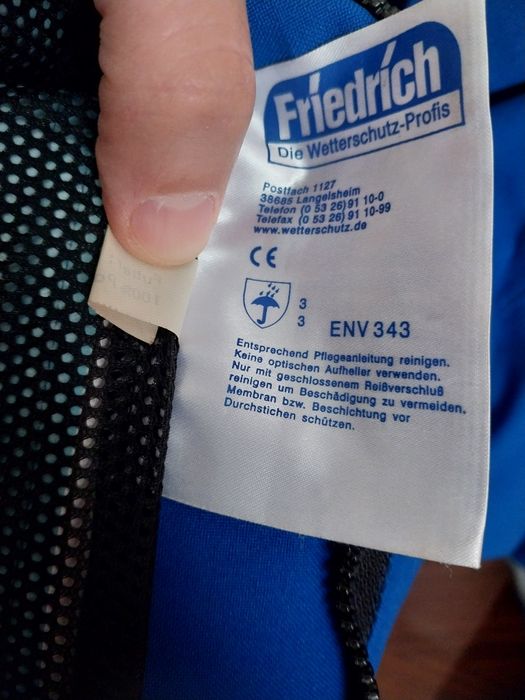 Friedrich
Die Wetterschutz-Profis
Postfach 1127
38685 Langelsheim
Telefon (0 53 26) 91 10-0
Telefax (0 53 26) 91 10-99
www.wetterschutz.de
CE
3
3
ENV 343
Entsprechend Pflegeanleitung reinigen.
Keine optischen Aufheller verwenden.
Nur mit geschlossenem Reißverschluß
reinigen um Beschädigung zu vermeiden.
Membran bzw. Beschichtung vor
Durchstichen schützen.